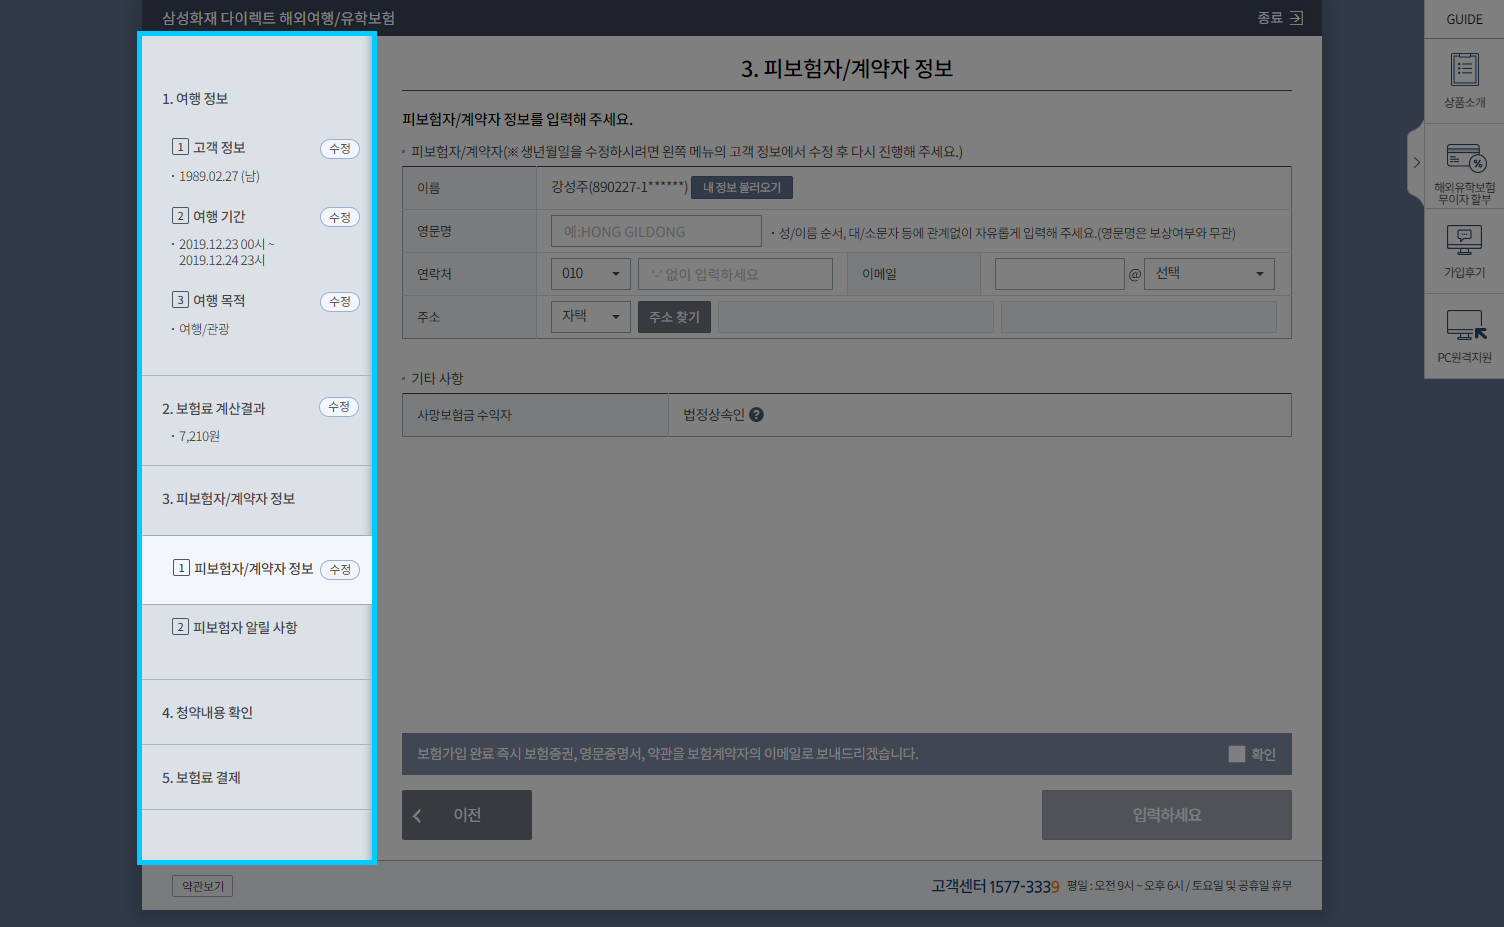 삼성화재 다이렉트 해외여행/유학보험
종료
GUIDE
상품소개
해외유학보험
무이자 할부
가입후기
PC원격지원
1. 여행 정보
1 고객 정보 수정
· 1989.02.27 (남)
2 여행 기간 수정
· 2019.12.23 00시 ~
2019.12.24 23시
3 여행 목적 수정
· 여행/관광
2. 보험료 계산결과 수정
· 7,210원
3. 피보험자/계약자 정보
1 피보험자/계약자 정보 수정
2 피보험자 알릴 사항
4. 청약내용 확인
5. 보험료 결제
3. 피보험자/계약자 정보
피보험자/계약자 정보를 입력해 주세요.
피보험자/계약자(※ 생년월일을 수정하시려면 왼쪽 메뉴의 고객 정보에서 수정 후 다시 진행해 주세요.)
이름 강성주(890227-1******) 내 정보 불러오기
영문명 예:HONG GILDONG · 성/이름 순서, 대/소문자 등에 관계없이 자유롭게 입력해 주세요.(영문명은 보상여부와 무관)
연락처 010 '-' 없이 입력하세요 이메일 @ 선택
주소 자택 주소 찾기
기타 사항
사망보험금 수익자 법정상속인 ?
보험가입 완료 즉시 보험증권, 영문증명서, 약관을 보험계약자의 이메일로 보내드리겠습니다. 확인
이전 입력하세요
약관보기 고객센터 1577-3339 평일 : 오전 9시 ~ 오후 6시 / 토요일 및 공휴일 휴무